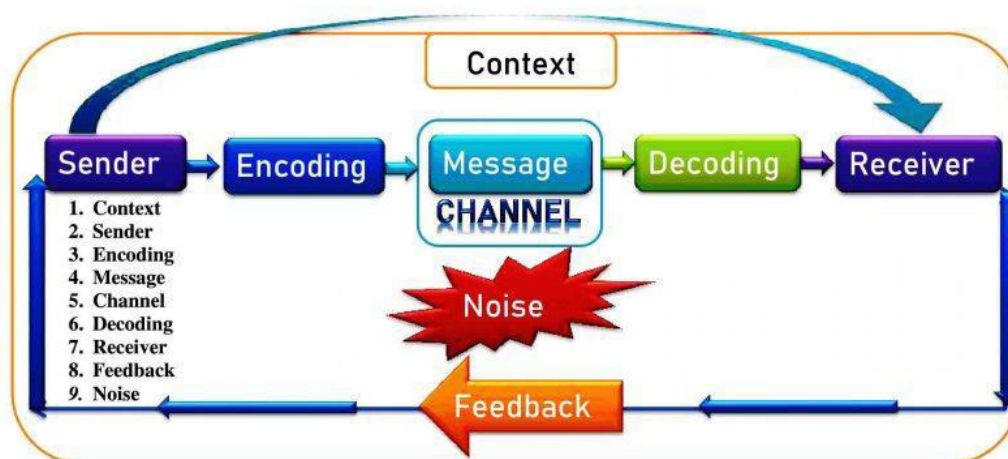 Context
Sender
Encoding
Message
CHANNEL
Decoding
Receiver
1. Context
2. Sender
3. Encoding
4. Message
5. Channel
6. Decoding
7. Receiver
8. Feedback
9. Noise
Noise
Feedback